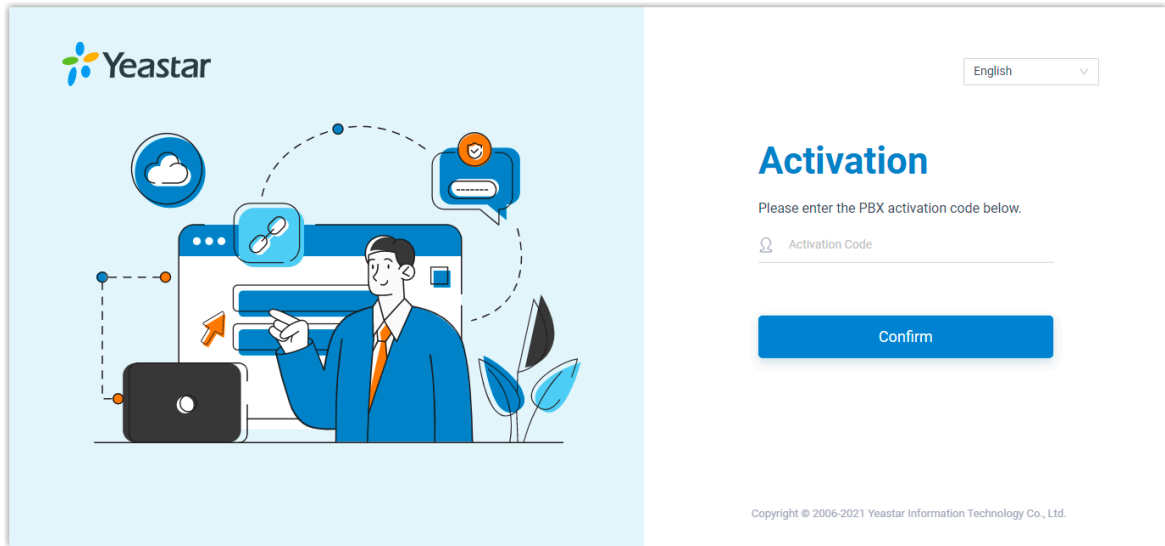 Yeastar
English
Activation
Please enter the PBX activation code below.
Activation Code
Confirm
Copyright © 2006-2021 Yeastar Information Technology Co., Ltd.